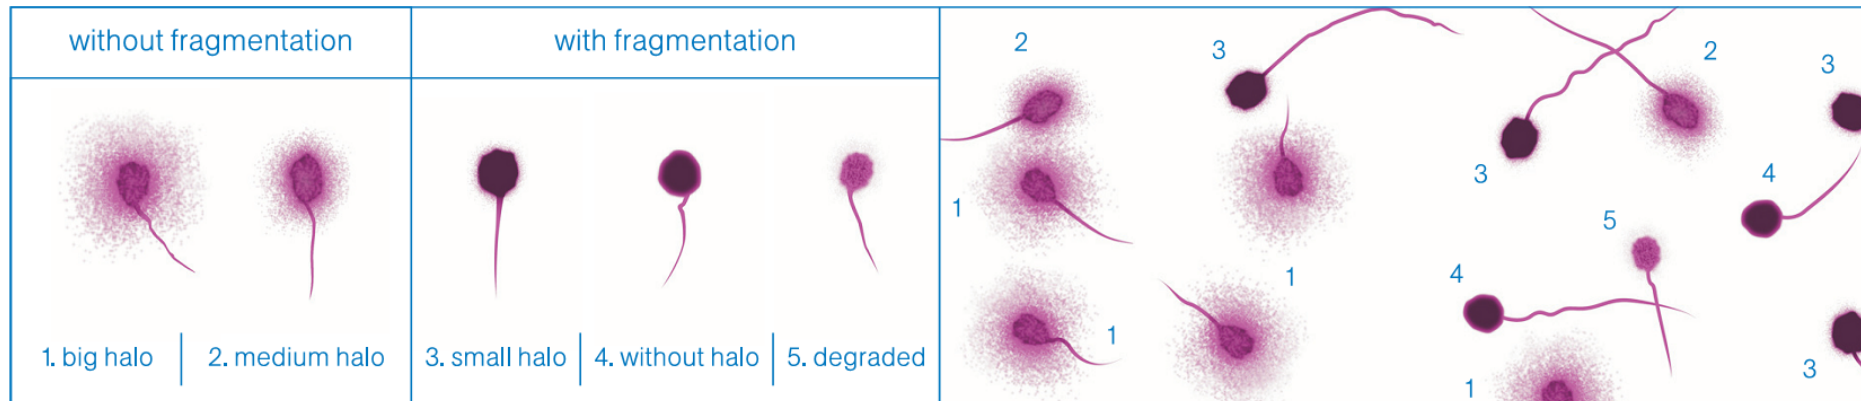 without fragmentation
with fragmentation
1. big halo
2. medium halo
3. small halo
4. without halo
5. degraded
2
3
2
3
3
4
1
5
4
1
1
3
1